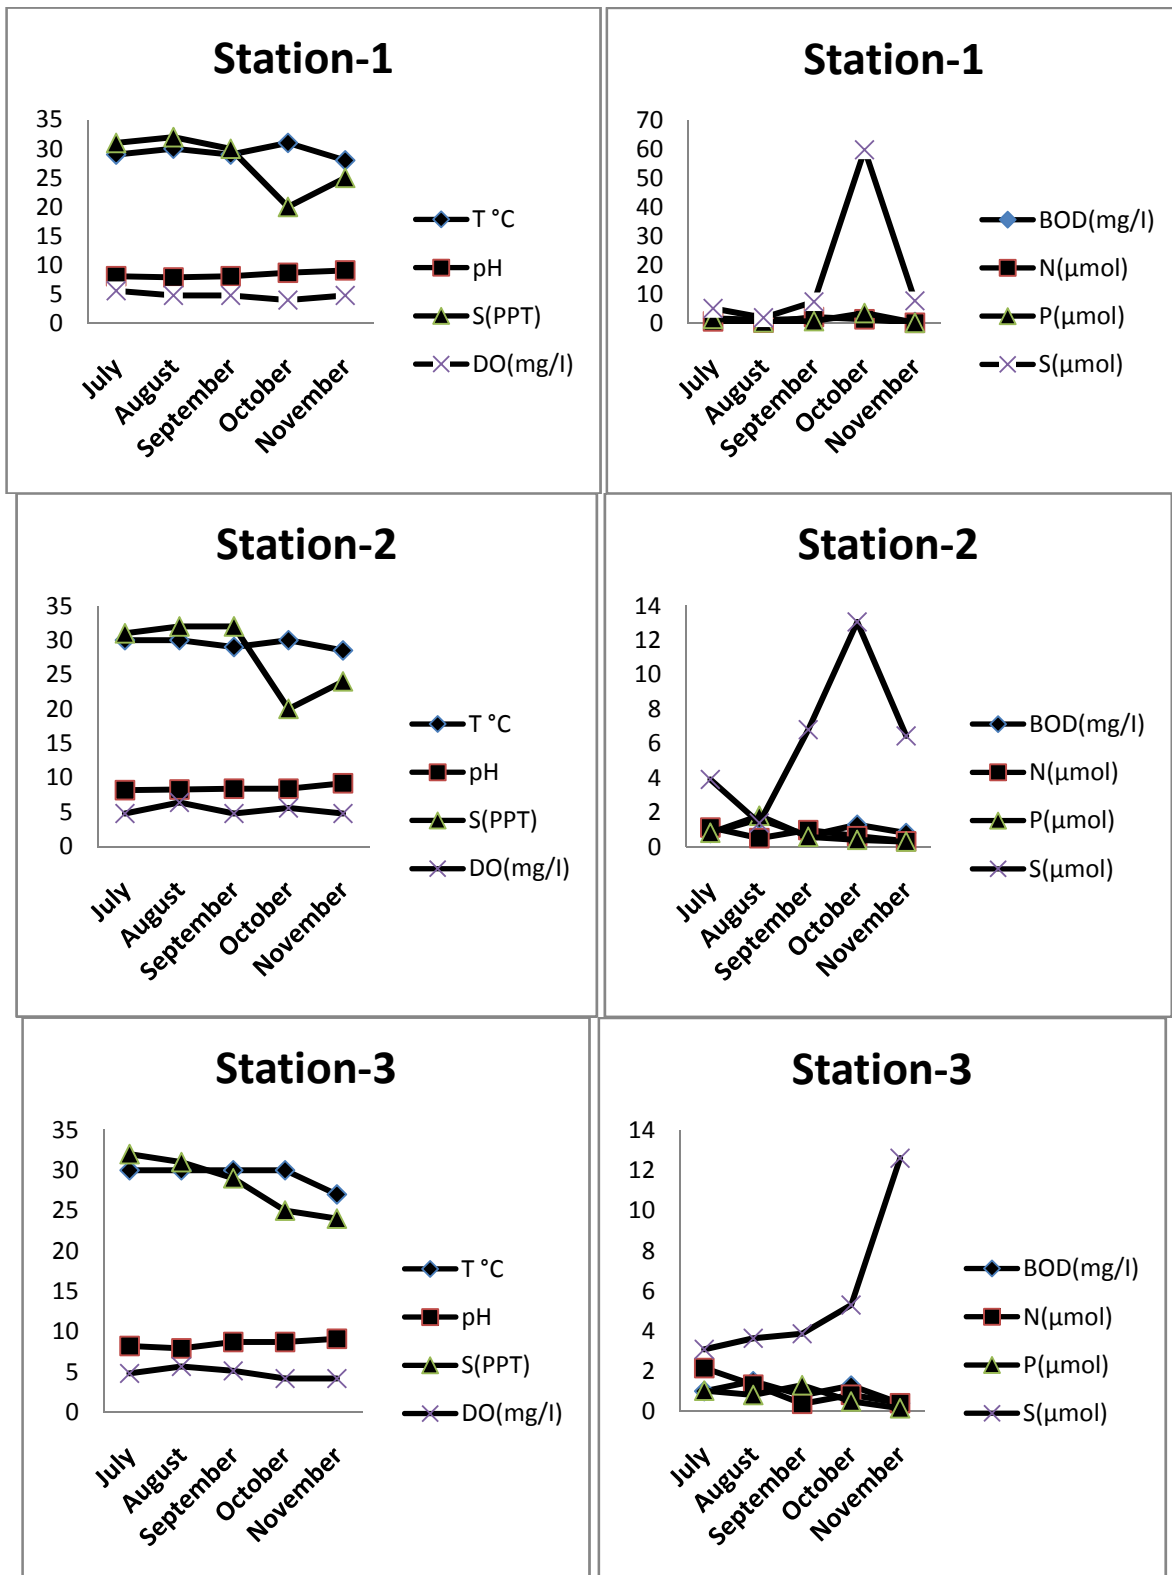 Station-1
35
30
25
20
15
10
5
0
July
August
September
October
November
T °C
pH
S(PPT)
DO(mg/l)
Station-1
70
60
50
40
30
20
10
0
July
August
September
October
November
BOD(mg/l)
N(μmol)
P(μmol)
S(μmol)
Station-2
35
30
25
20
15
10
5
0
July
August
September
October
November
T °C
pH
S(PPT)
DO(mg/l)
Station-2
14
12
10
8
6
4
2
0
July
August
September
October
November
BOD(mg/l)
N(μmol)
P(μmol)
S(μmol)
Station-3
35
30
25
20
15
10
5
0
July
August
September
October
November
T °C
pH
S(PPT)
DO(mg/l)
Station-3
14
12
10
8
6
4
2
0
July
August
September
October
November
BOD(mg/l)
N(μmol)
P(μmol)
S(μmol)